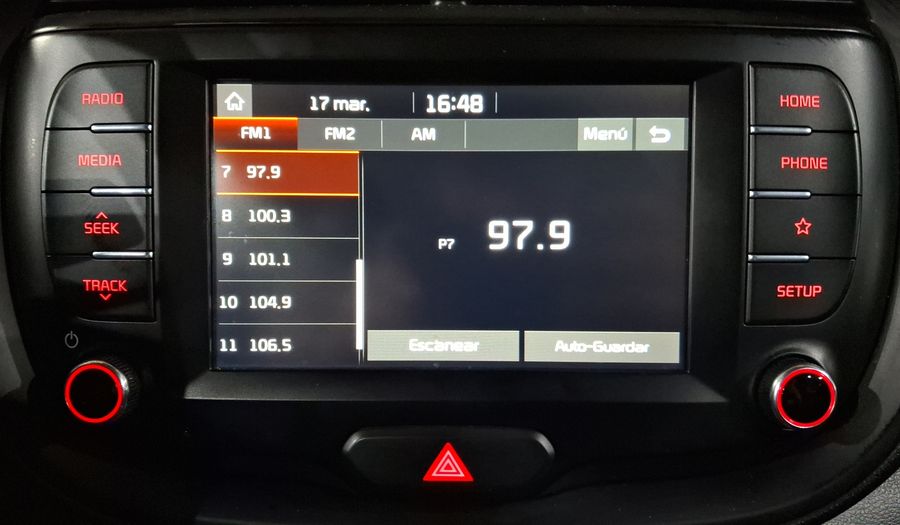 RADIO
MEDIA
SEEK
TRACK
17 mar. 16:48
FM1 FM2 AM Menú
7 97.9
8 100.3
9 101.1
10 104.9
11 106.5
P7 97.9
Escanear Auto-Guardar
HOME
PHONE
SETUP